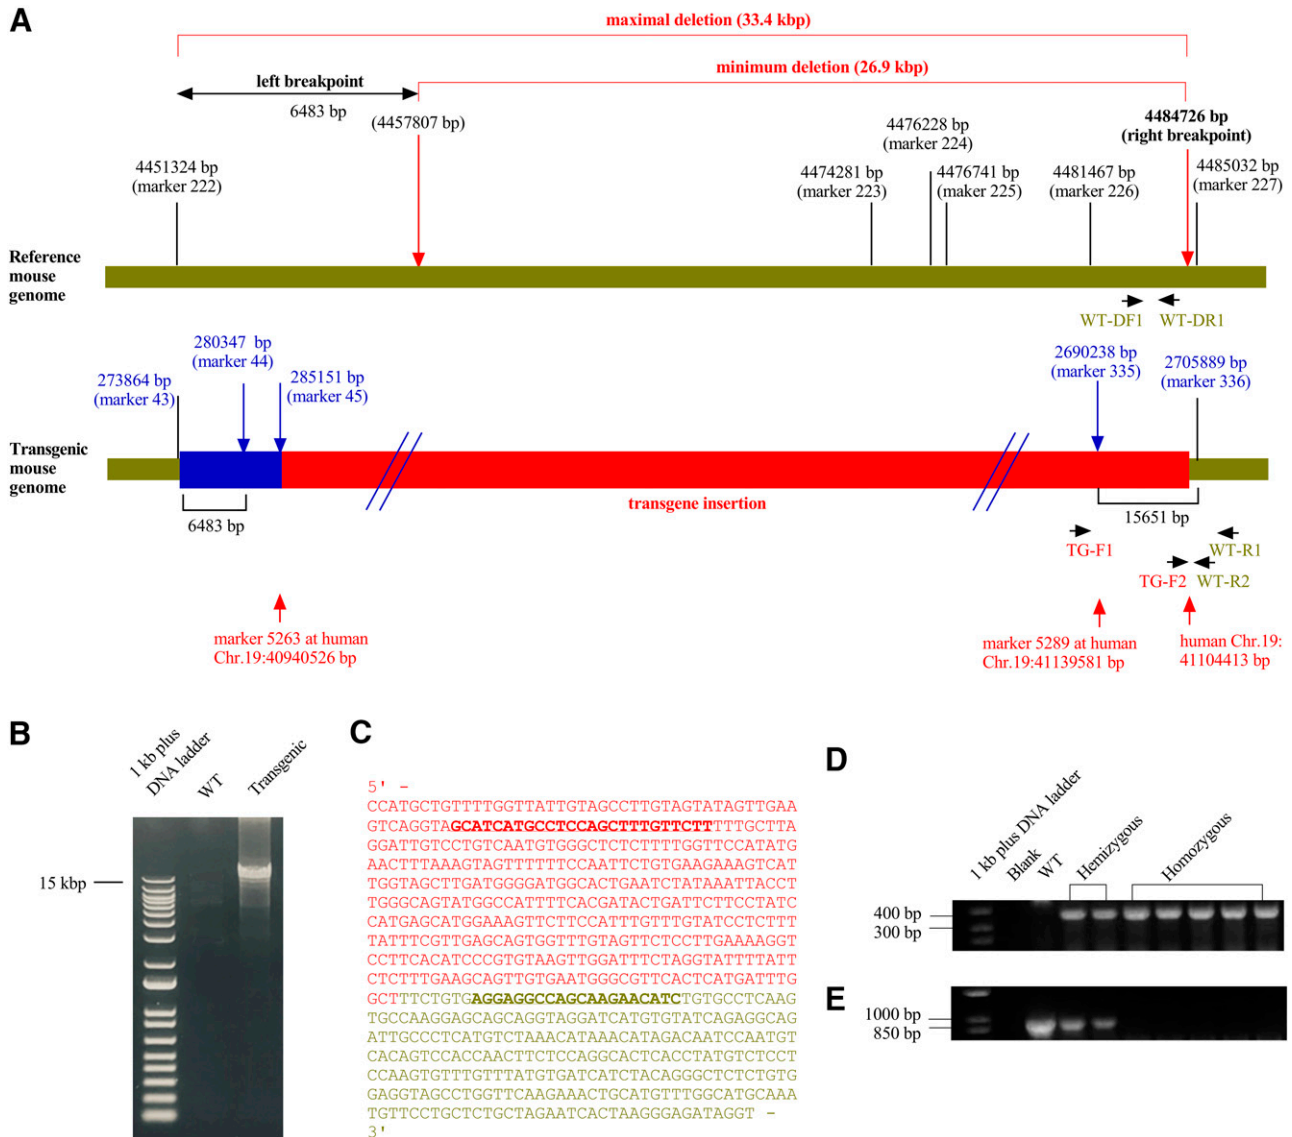 A
maximal deletion (33.4 kbp)
minimum deletion (26.9 kbp)
left breakpoint
6483 bp
(4457807 bp)
4484726 bp
(right breakpoint)
4476228 bp
(marker 224)
4451324 bp
(marker 222)
4474281 bp
(marker 223)
4476741 bp
(maker 225)
4481467 bp
(marker 226)
4485032 bp
(marker 227)
Reference
mouse
genome
WT-DF1
WT-DR1
280347 bp
(marker 44)
273864 bp
(marker 43)
285151 bp
(marker 45)
2690238 bp
(marker 335)
2705889 bp
(marker 336)
Transgenic
mouse
genome
transgene insertion
6483 bp
15651 bp
TG-F1
WT-R1
TG-F2
WT-R2
marker 5263 at human
Chr.19:40940526 bp
marker 5289 at human
Chr.19:41139581 bp
human Chr.19:
41104413 bp
B
1 kb plus
DNA ladder
WT
Transgenic
15 kbp
C
5' -
CCATGCTGTTTTGGTTATTGTAGCCTTGTAGTATAGTTGAA
GTCAGGTAGCATCATGCCTCCAGCTTTGTTCTTTTTGCTTA
GGATTGTCCTGTCAATGTGGGCTCTCTTTTGGTTCCATATG
AACTTTAAAGTAGTTTTTTCCAATTCTGTGAAGAAAGTCAT
TGGTAGCTTGATGGGGATGGCACTGAATCTATAAATTACCT
TGGGCAGTATGGCCATTTTCACGATACTGATTCTTCCTATC
CATGAGCATGGAAAGTTCTTCCATTTGTTTGTATCCTCTTT
TATTTCGTTGAGCAGTGGTTTGTAGTTCTCCTTGAAAAGGT
CCTTCACATCCCGTGTAAGTTGGATTTCTAGGTATTTTATT
CTCTTTGAAGCAGTTGTGAATGGGCGTTCACTCATGATTTG
GCTTTCTGTGAGGAGGCCAGCAAGAACATCTGTGCCTCAAG
TGCCAAGGAGCAGCAGGTAGGATCATGTGTATCAGAGGCAG
ATTGCCCTCATGTCTAAACATAAACATAGACAATCCAATGT
CACAGTCCACCAACTTCTCCAGGCACTCACCTATGTCTCCT
CCAAGTGTTTGTTTATGTGATCATCTACAGGGCTCTCTGTG
GAGGTAGCCTGGTTCAAGAAACTGCATGTTTGGCATGCAAA
TGTTCCTGCTCTGCTAGAATCACTAAGGGAGATAGGT -
3'
D
1 kb plus DNA ladder
Blank
WT
Hemizygous
Homozygous
400 bp
300 bp
E
1000 bp
850 bp